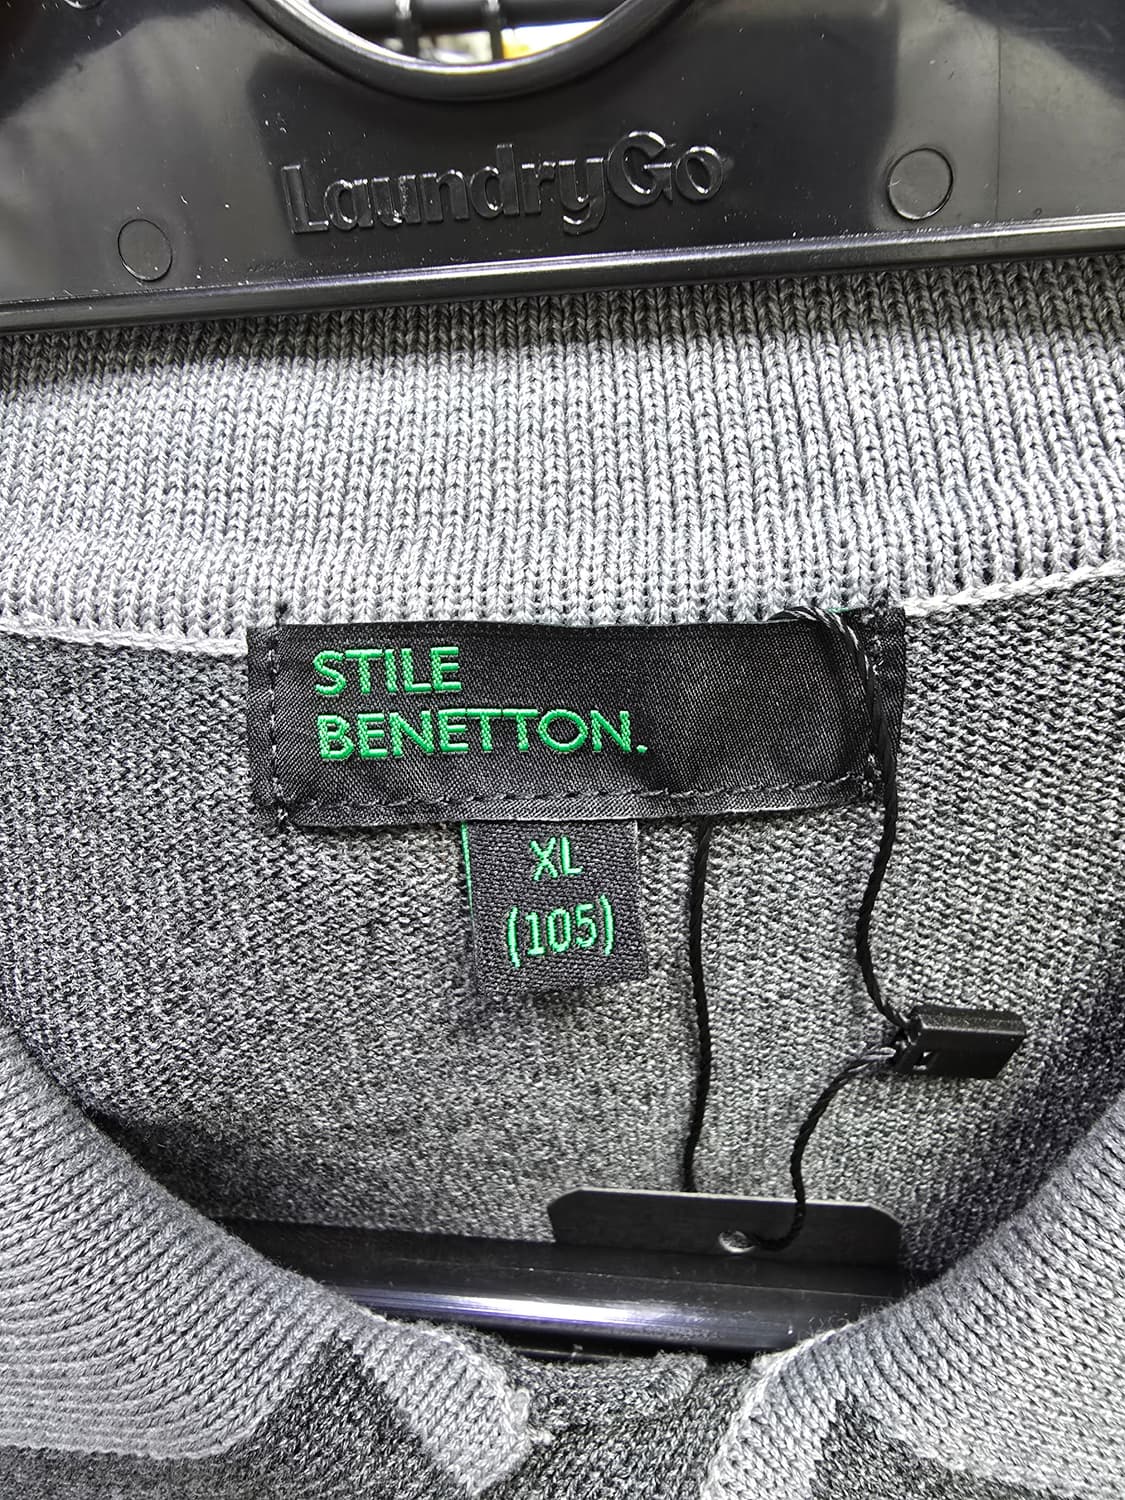 LaundryGo
STILE
BENETTON.
XL
(105)